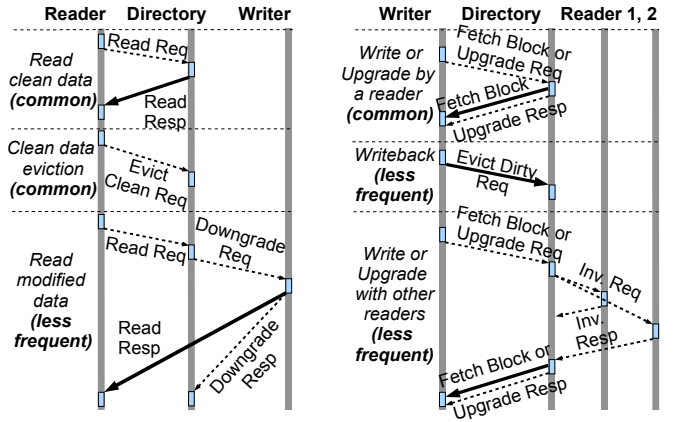 Reader Directory Writer
Read
clean data
(common)
Read Req
Read
Resp
Clean data
eviction
(common)
Evict
Clean Req
Read
modified
data
(less
frequent)
Read Req
Downgrade
Req
Read
Resp
Downgrade
Resp
Writer Directory Reader 1, 2
Write or
Upgrade by
a reader
(common)
Fetch Block or
Upgrade Req
Fetch Block
Upgrade Resp
Writeback
(less
frequent)
Evict Dirty
Req
Write or
Upgrade
with other
readers
(less
frequent)
Fetch Block or
Upgrade Req
Inv. Req
Inv.
Resp
Fetch Block or
Upgrade Resp